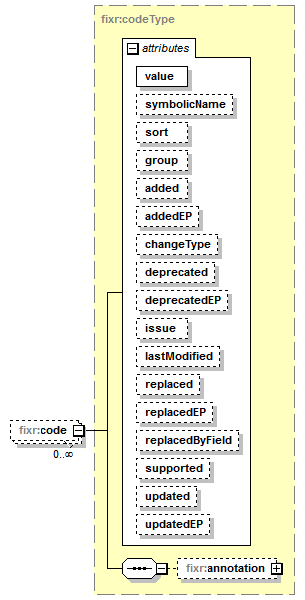 fixr:codeType
attributes
value
symbolicName
sort
group
added
addedEP
changeType
deprecated
deprecatedEP
issue
lastModified
replaced
replacedEP
replacedByField
supported
updated
updatedEP
fixr:code
0..∞
fixr:annotation